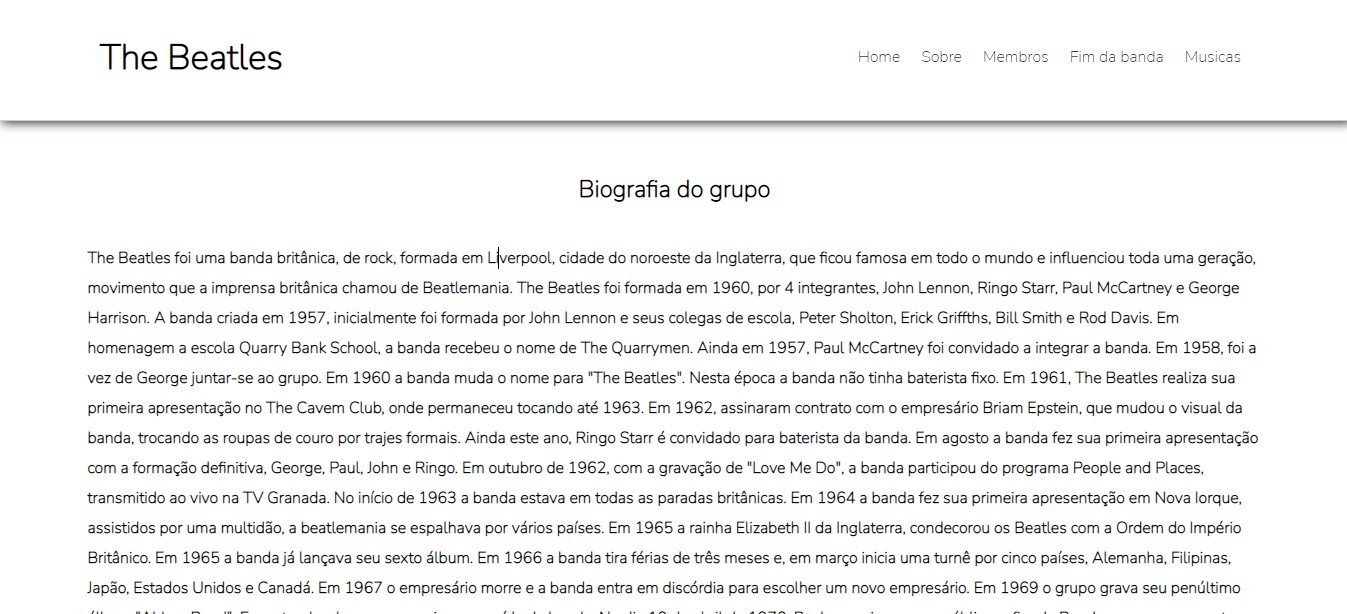 The Beatles
Home Sobre Membros Fim da banda Musicas
Biografia do grupo
The Beatles foi uma banda britânica, de rock, formada em Liverpool, cidade do noroeste da Inglaterra, que ficou famosa em todo o mundo e influenciou toda uma geração,
movimento que a imprensa britânica chamou de Beatlemania. The Beatles foi formada em 1960, por 4 integrantes, John Lennon, Ringo Starr, Paul McCartney e George
Harrison. A banda criada em 1957, inicialmente foi formada por John Lennon e seus colegas de escola, Peter Sholton, Erick Griffths, Bill Smith e Rod Davis. Em
homenagem a escola Quarry Bank School, a banda recebeu o nome de The Quarrymen. Ainda em 1957, Paul McCartney foi convidado a integrar a banda. Em 1958, foi a
vez de George juntar-se ao grupo. Em 1960 a banda muda o nome para "The Beatles". Nesta época a banda não tinha baterista fixo. Em 1961, The Beatles realiza sua
primeira apresentação no The Cavem Club, onde permaneceu tocando até 1963. Em 1962, assinaram contrato com o empresário Briam Epstein, que mudou o visual da
banda, trocando as roupas de couro por trajes formais. Ainda este ano, Ringo Starr é convidado para baterista da banda. Em agosto a banda fez sua primeira apresentação
com a formação definitiva, George, Paul, John e Ringo. Em outubro de 1962, com a gravação de "Love Me Do", a banda participou do programa People and Places,
transmitido ao vivo na TV Granada. No início de 1963 a banda estava em todas as paradas britânicas. Em 1964 a banda fez sua primeira apresentação em Nova Iorque,
assistidos por uma multidão, a beatlemania se espalhava por vários países. Em 1965 a rainha Elizabeth II da Inglaterra, condecorou os Beatles com a Ordem do Império
Britânico. Em 1965 a banda já lançava seu sexto álbum. Em 1966 a banda tira férias de três meses e, em março inicia uma turnê por cinco países, Alemanha, Filipinas,
Japão, Estados Unidos e Canadá. Em 1967 o empresário morre e a banda entra em discórdia para escolher um novo empresário. Em 1969 o grupo grava seu penúltimo